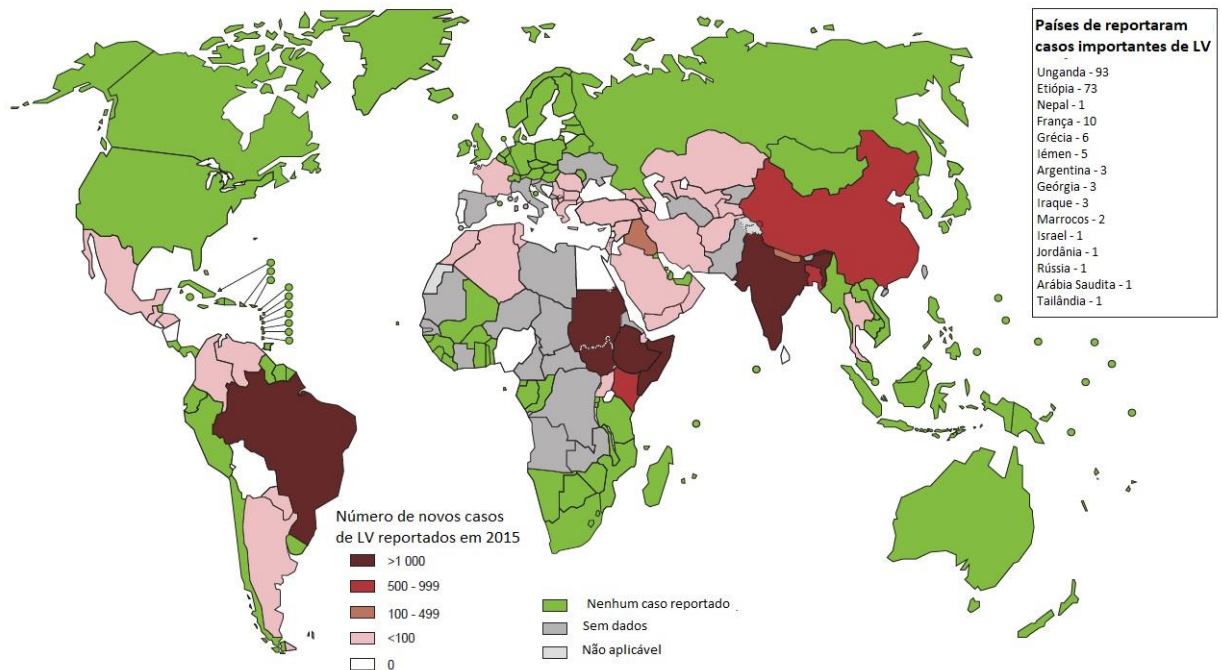 Países de reportaram
casos importantes de LV
Unganda - 93
Etiópia - 73
Nepal - 1
França - 10
Grécia - 6
Iémen - 5
Argentina - 3
Geórgia - 3
Iraque - 3
Marrocos - 2
Israel - 1
Jordânia - 1
Rússia - 1
Arábia Saudita - 1
Tailândia - 1
Número de novos casos
de LV reportados em 2015
>1 000
500 - 999
100 - 499
<100
0
Nenhum caso reportado
Sem dados
Não aplicável